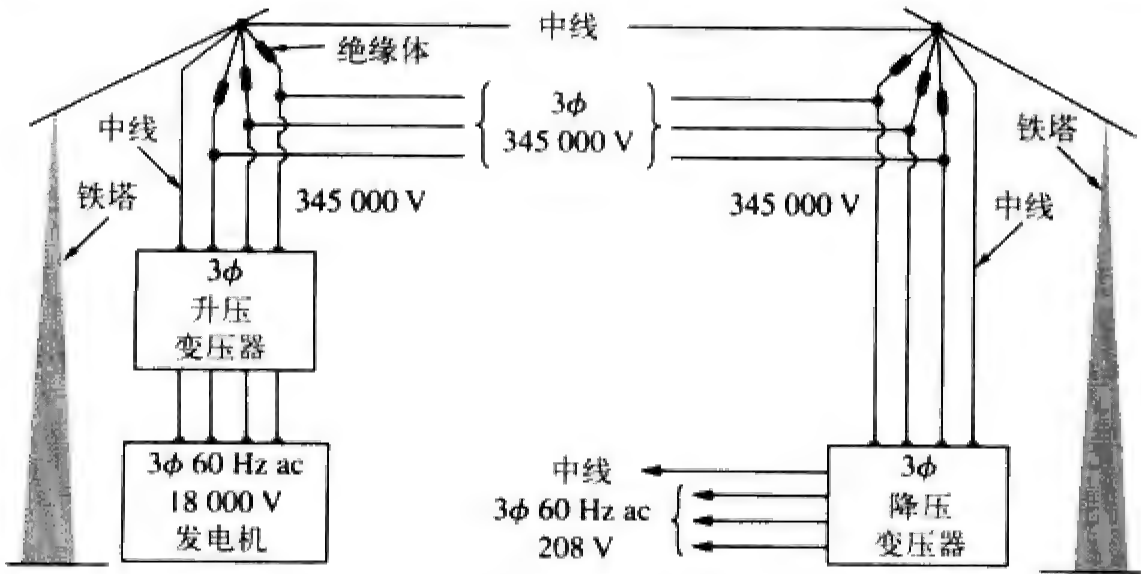 中线
绝缘体
3ϕ
345 000 V
中线
铁塔
345 000 V
3ϕ
升压
变压器
3ϕ 60 Hz ac
18 000 V
发电机
345 000 V
铁塔
中线
中线
3ϕ 60 Hz ac
208 V
3ϕ
降压
变压器